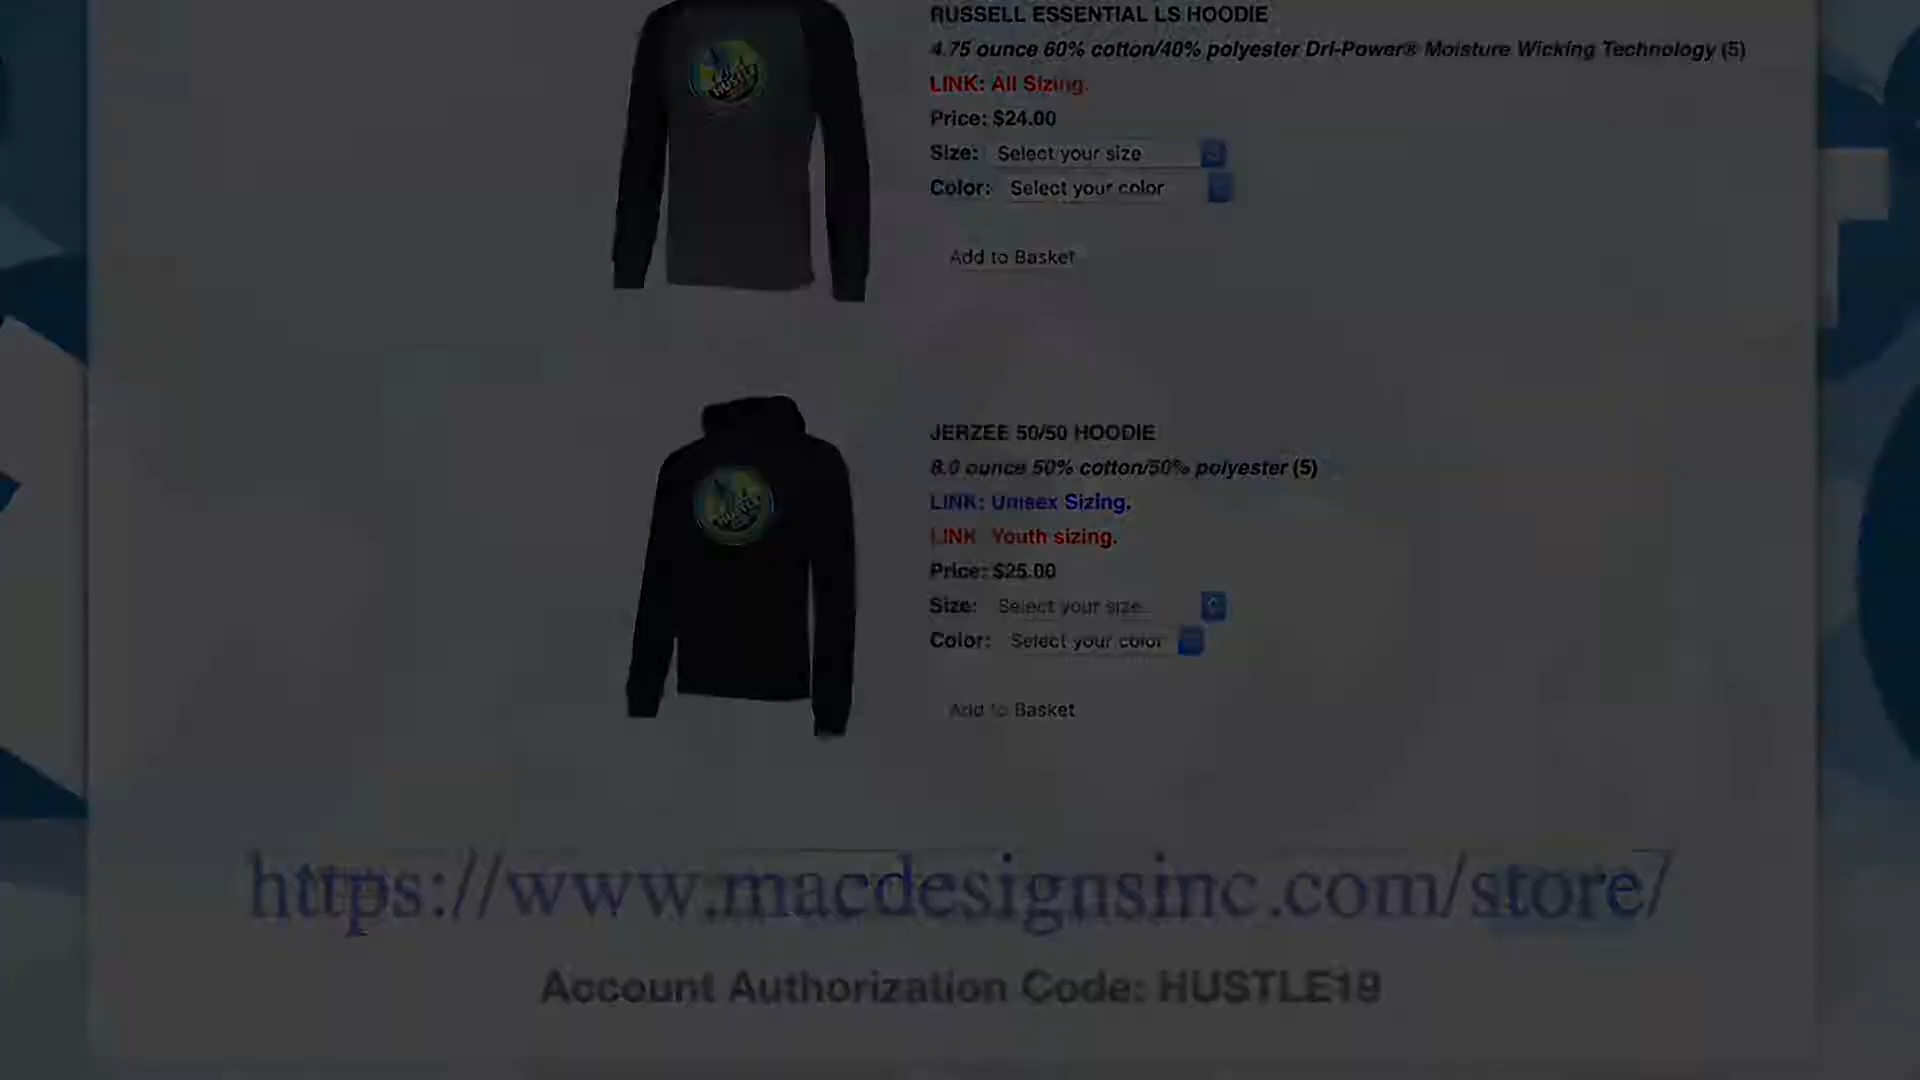 RUSSELL ESSENTIAL LS HOODIE
4.75 ounce 60% cotton/40% polyester Dri-Power® Moisture Wicking Technology (5)
LINK: All Sizing.
Price: $24.00
Size: Select your size
Color: Select your color
Add to Basket
HUSTLE
JERZEE 50/50 HOODIE
8.0 ounce 50% cotton/50% polyester (5)
LINK: Unisex Sizing.
LINK: Youth sizing.
Price: $25.00
Size: Select your size
Color: Select your color
Add to Basket
HUSTLE
https://www.macdesignsinc.com/store/
Account Authorization Code: HUSTLE19